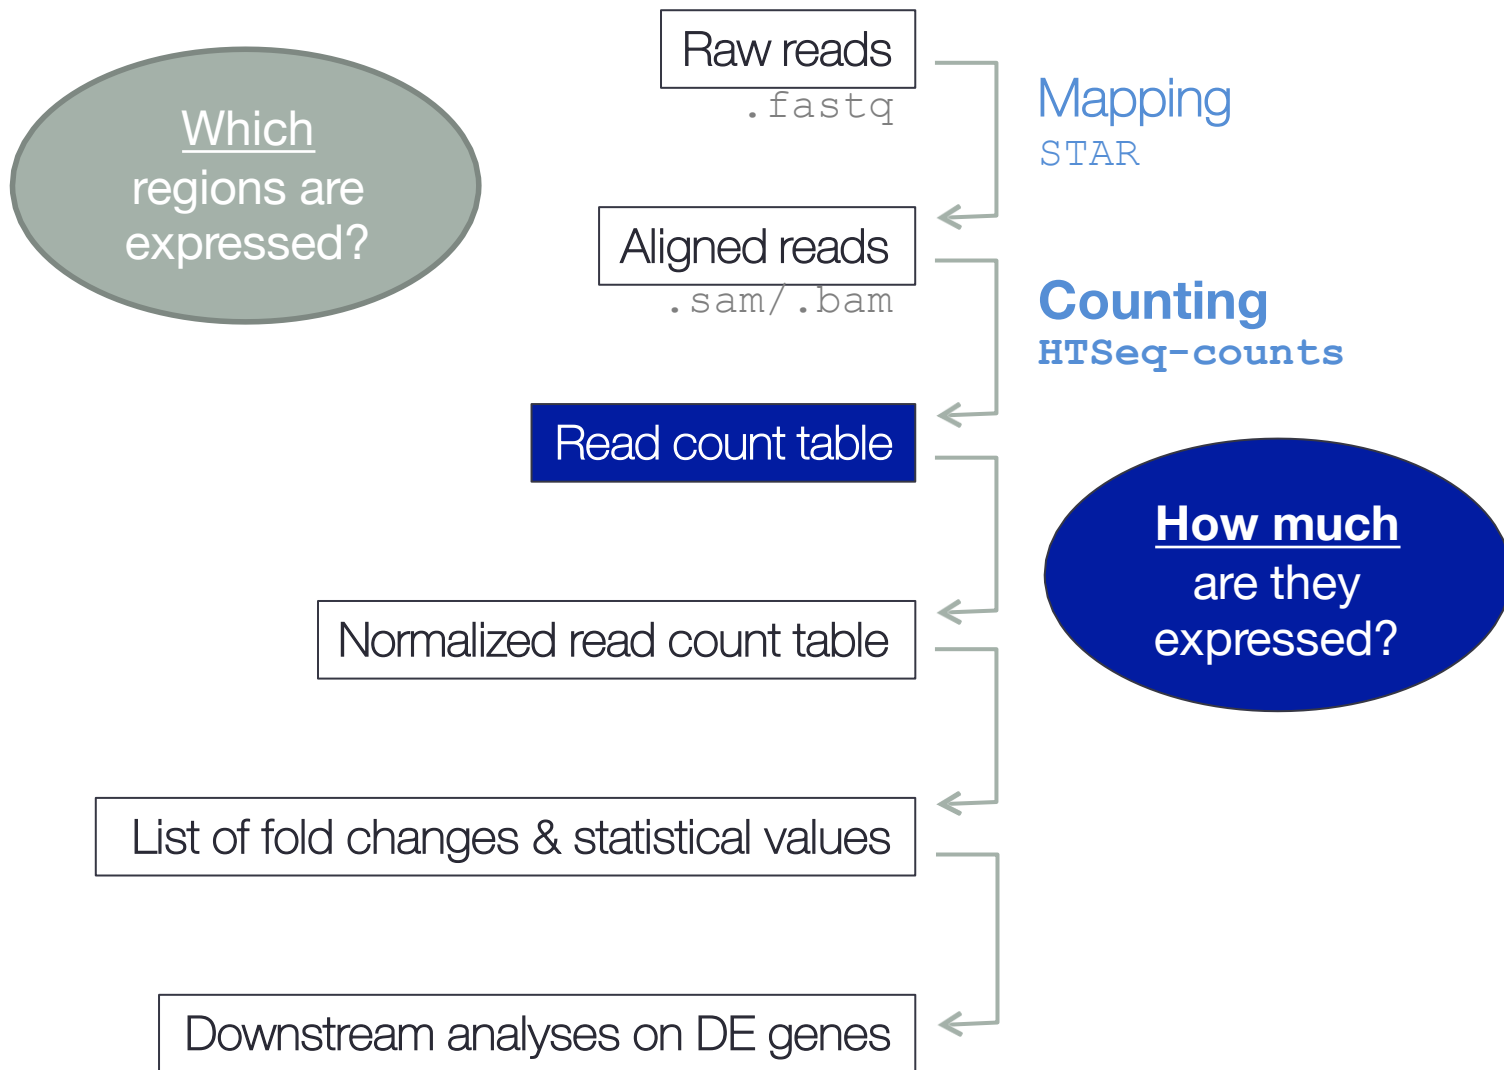 Raw reads
.fastq
Which
regions are
expressed?
Mapping
STAR
Aligned reads
.sam/.bam
Counting
HTSeq-counts
Read count table
How much
are they
expressed?
Normalized read count table
List of fold changes & statistical values
Downstream analyses on DE genes